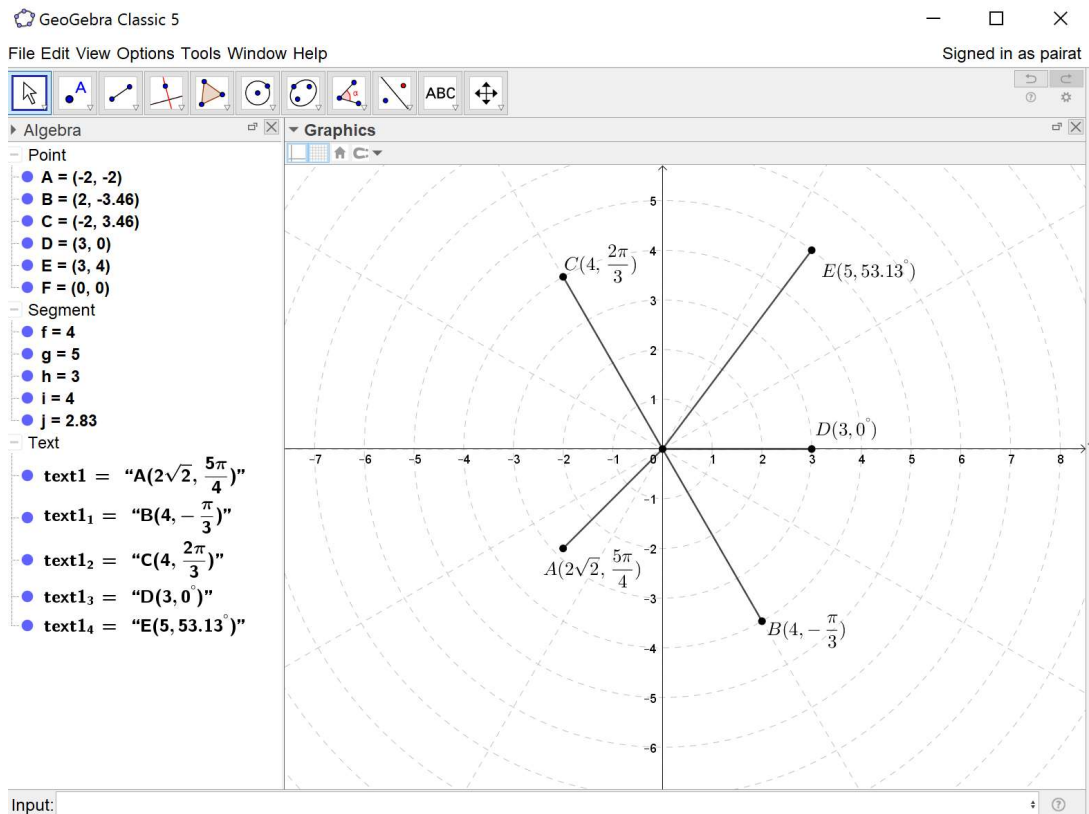 GeoGebra Classic 5
File Edit View Options Tools Window Help
Signed in as pairat
A
α
ABC
Algebra
Point
A = (-2, -2)
B = (2, -3.46)
C = (-2, 3.46)
D = (3, 0)
E = (3, 4)
F = (0, 0)
Segment
f = 4
g = 5
h = 3
i = 4
j = 2.83
Text
text1 = “A(2√2, 5π/4)”
text1₁ = “B(4, −π/3)”
text1₂ = “C(4, 2π/3)”
text1₃ = “D(3, 0°)”
text1₄ = “E(5, 53.13°)”
Graphics
5
4
3
2
1
-1
-2
-3
-4
-5
-6
-7 -6 -5 -4 -3 -2 -1 0 1 2 3 4 5 6 7 8
C(4, 2π/3)
E(5, 53.13°)
D(3, 0°)
A(2√2, 5π/4)
B(4, −π/3)
Input: